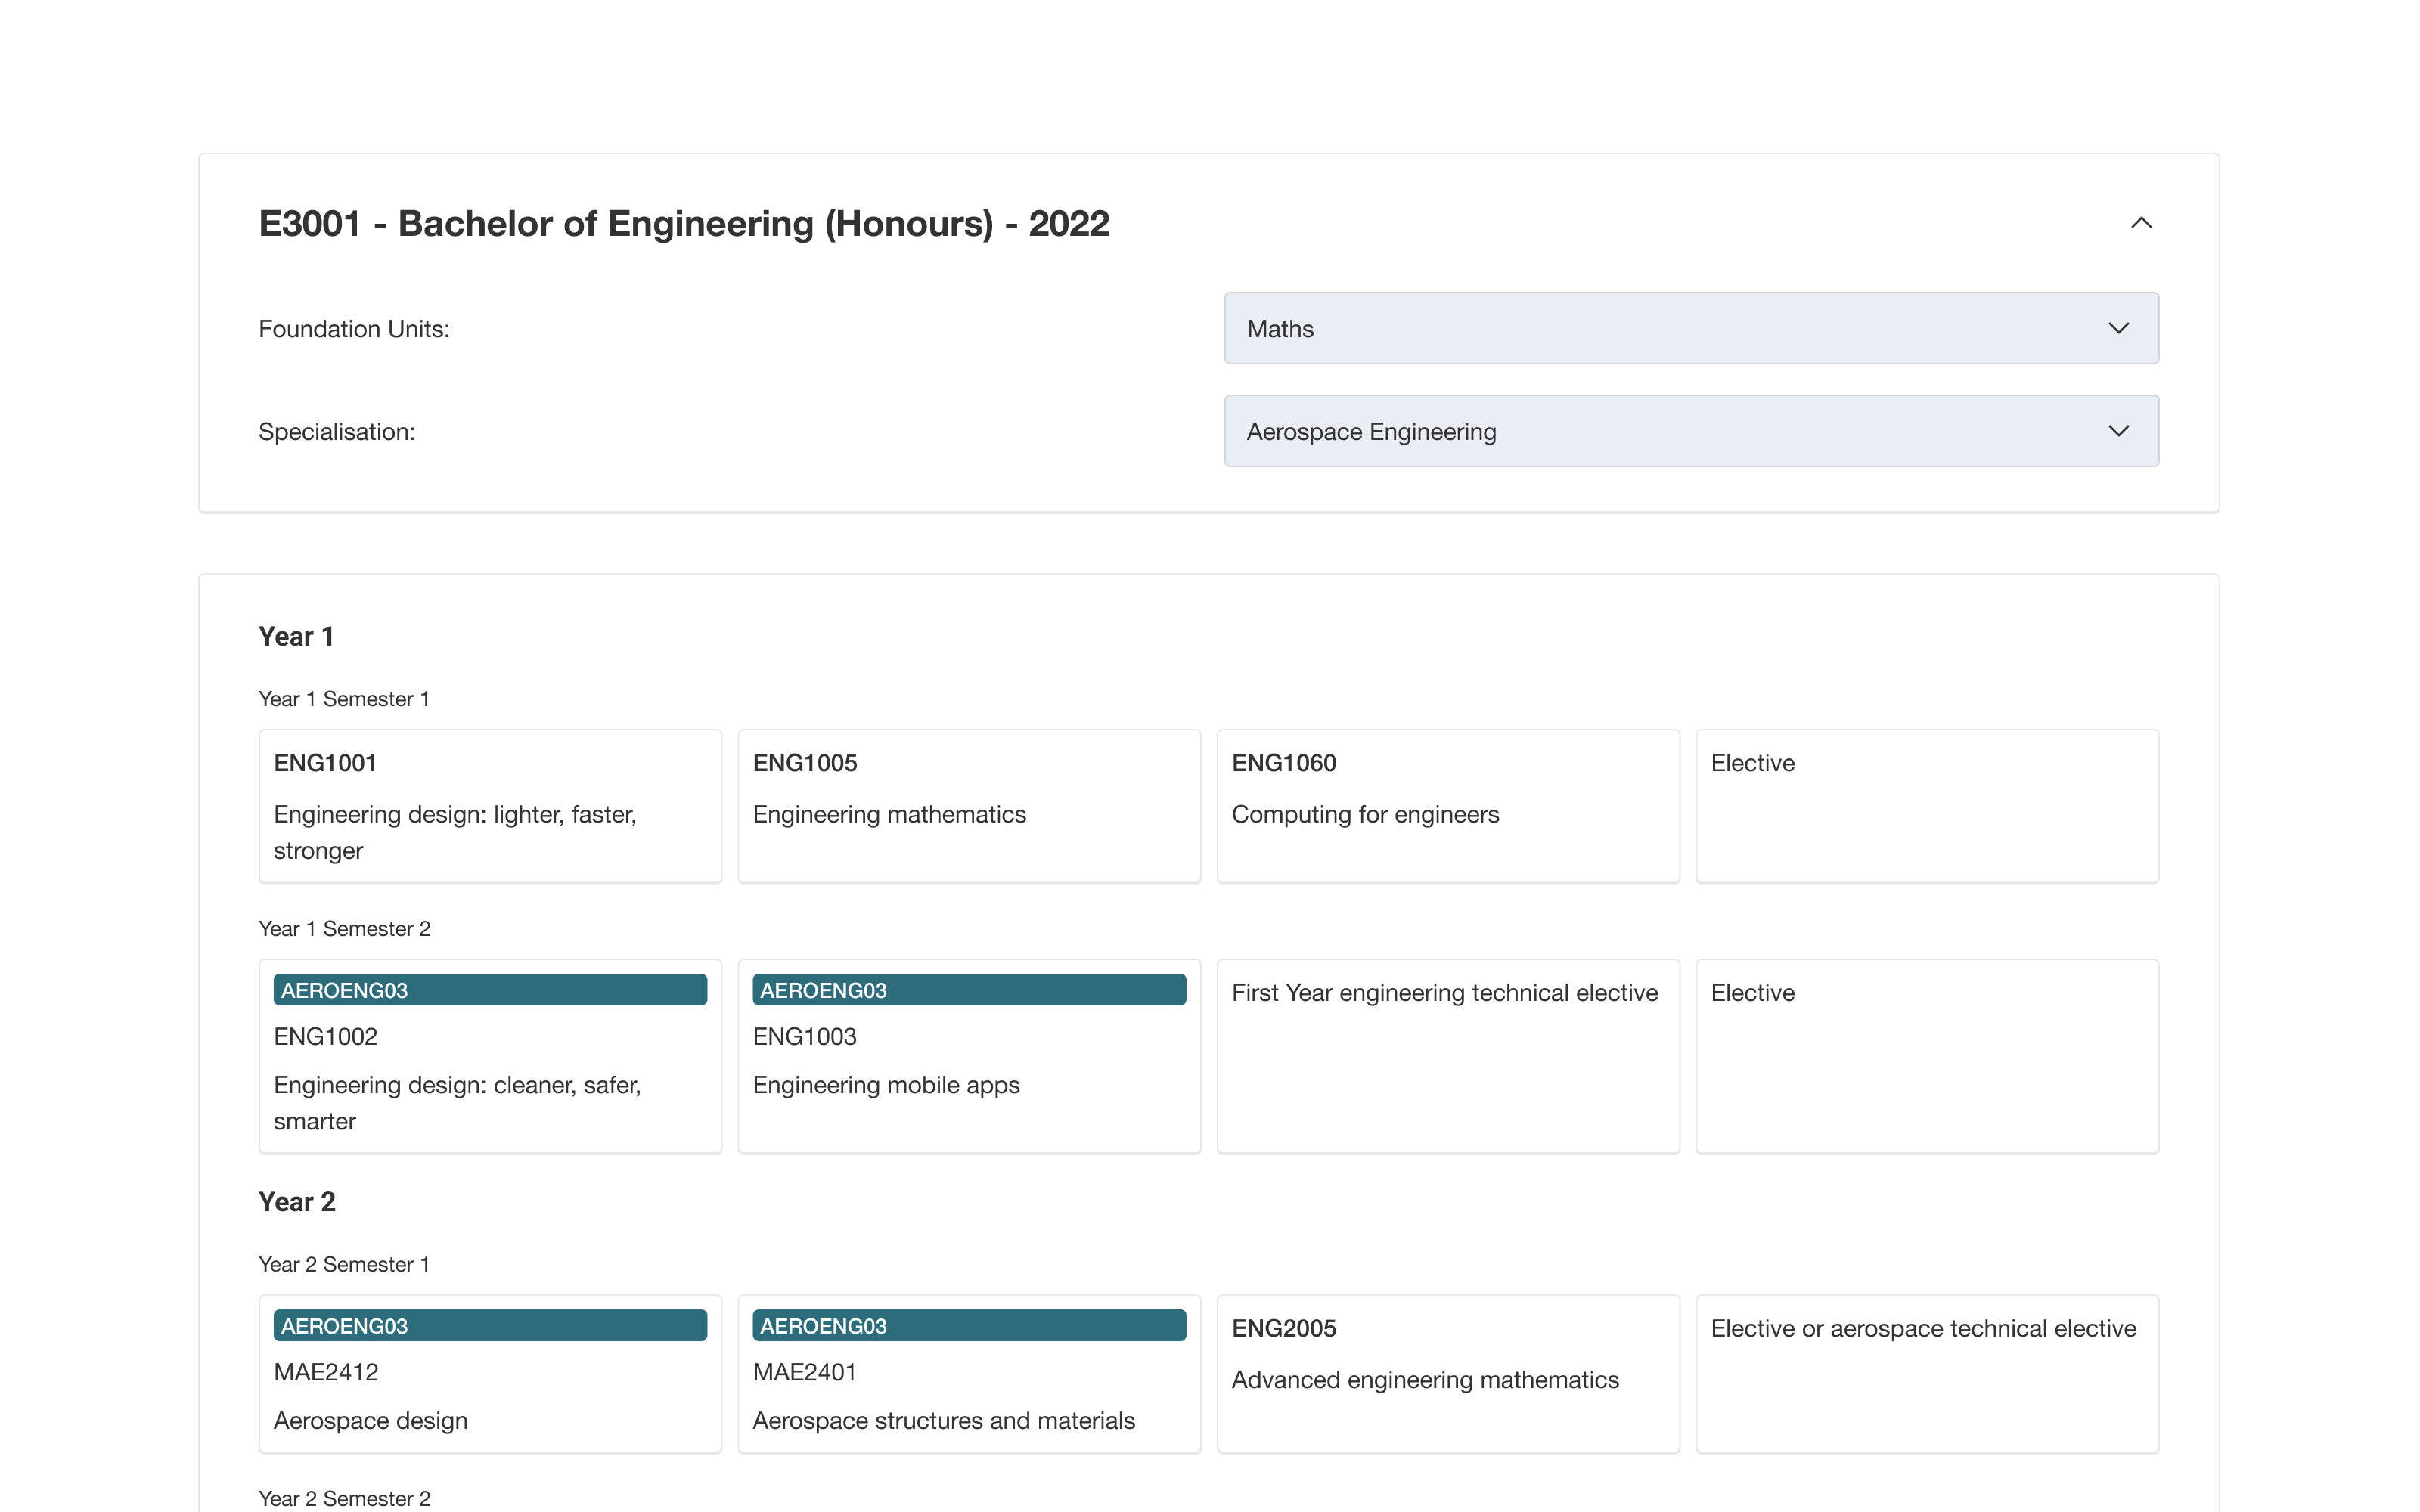 E3001 - Bachelor of Engineering (Honours) - 2022
Foundation Units:
Maths
Specialisation:
Aerospace Engineering
Year 1
Year 1 Semester 1
ENG1001
Engineering design: lighter, faster,
stronger
ENG1005
Engineering mathematics
ENG1060
Computing for engineers
Elective
Year 1 Semester 2
AEROENG03
ENG1002
Engineering design: cleaner, safer,
smarter
AEROENG03
ENG1003
Engineering mobile apps
First Year engineering technical elective
Elective
Year 2
Year 2 Semester 1
AEROENG03
MAE2412
Aerospace design
AEROENG03
MAE2401
Aerospace structures and materials
ENG2005
Advanced engineering mathematics
Elective or aerospace technical elective
Year 2 Semester 2